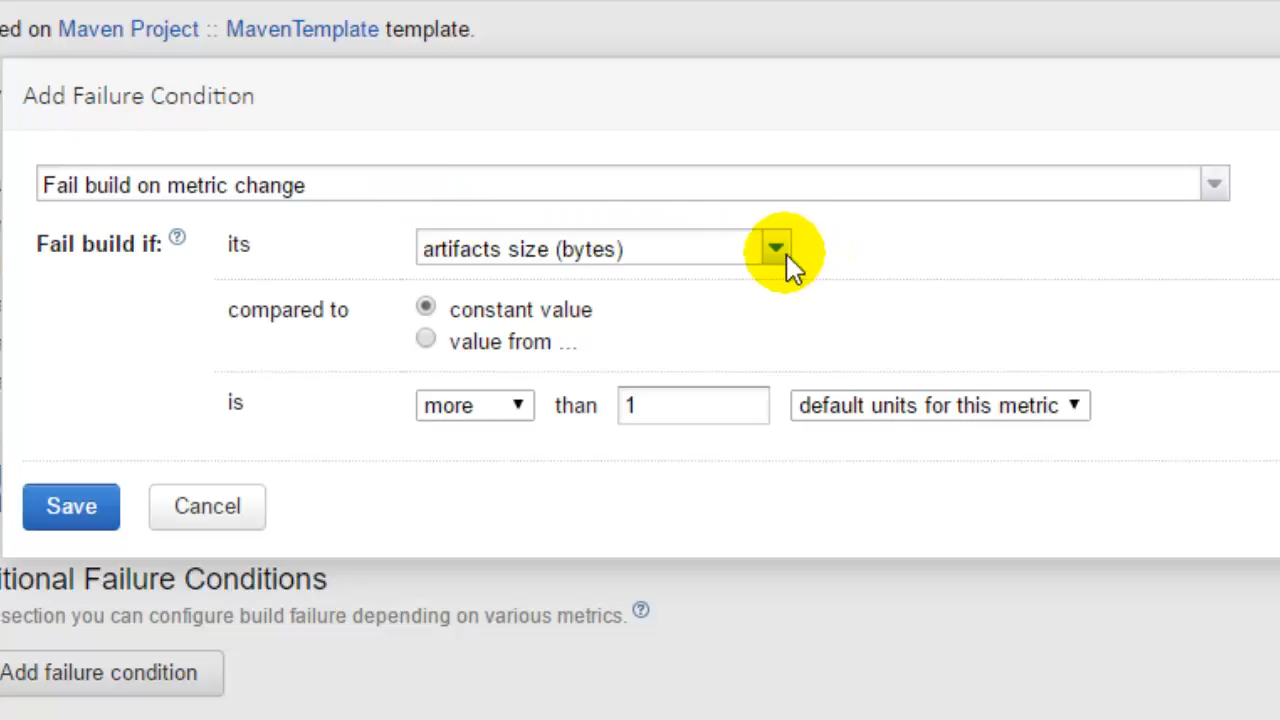 ed on Maven Project :: MavenTemplate template.
Add Failure Condition
Fail build on metric change
Fail build if: ? its artifacts size (bytes)
compared to constant value
value from ...
is more than 1 default units for this metric
Save Cancel
itional Failure Conditions
section you can configure build failure depending on various metrics. ?
Add failure condition